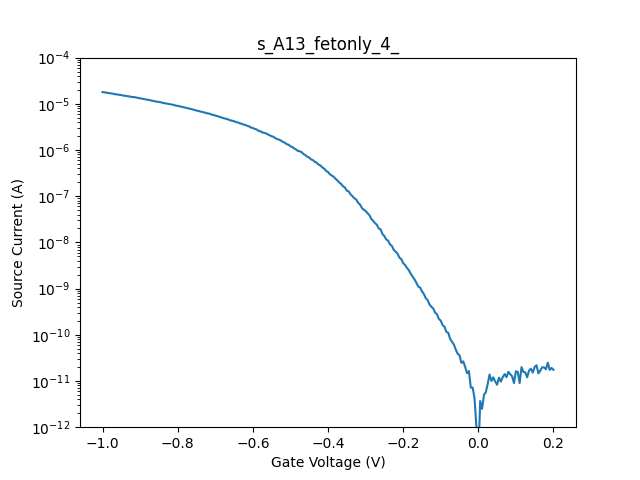 s_A13_fetonly_4_
10⁻⁴
10⁻⁵
10⁻⁶
10⁻⁷
10⁻⁸
10⁻⁹
10⁻¹⁰
10⁻¹¹
10⁻¹²
Source Current (A)
−1.0 −0.8 −0.6 −0.4 −0.2 0.0 0.2
Gate Voltage (V)